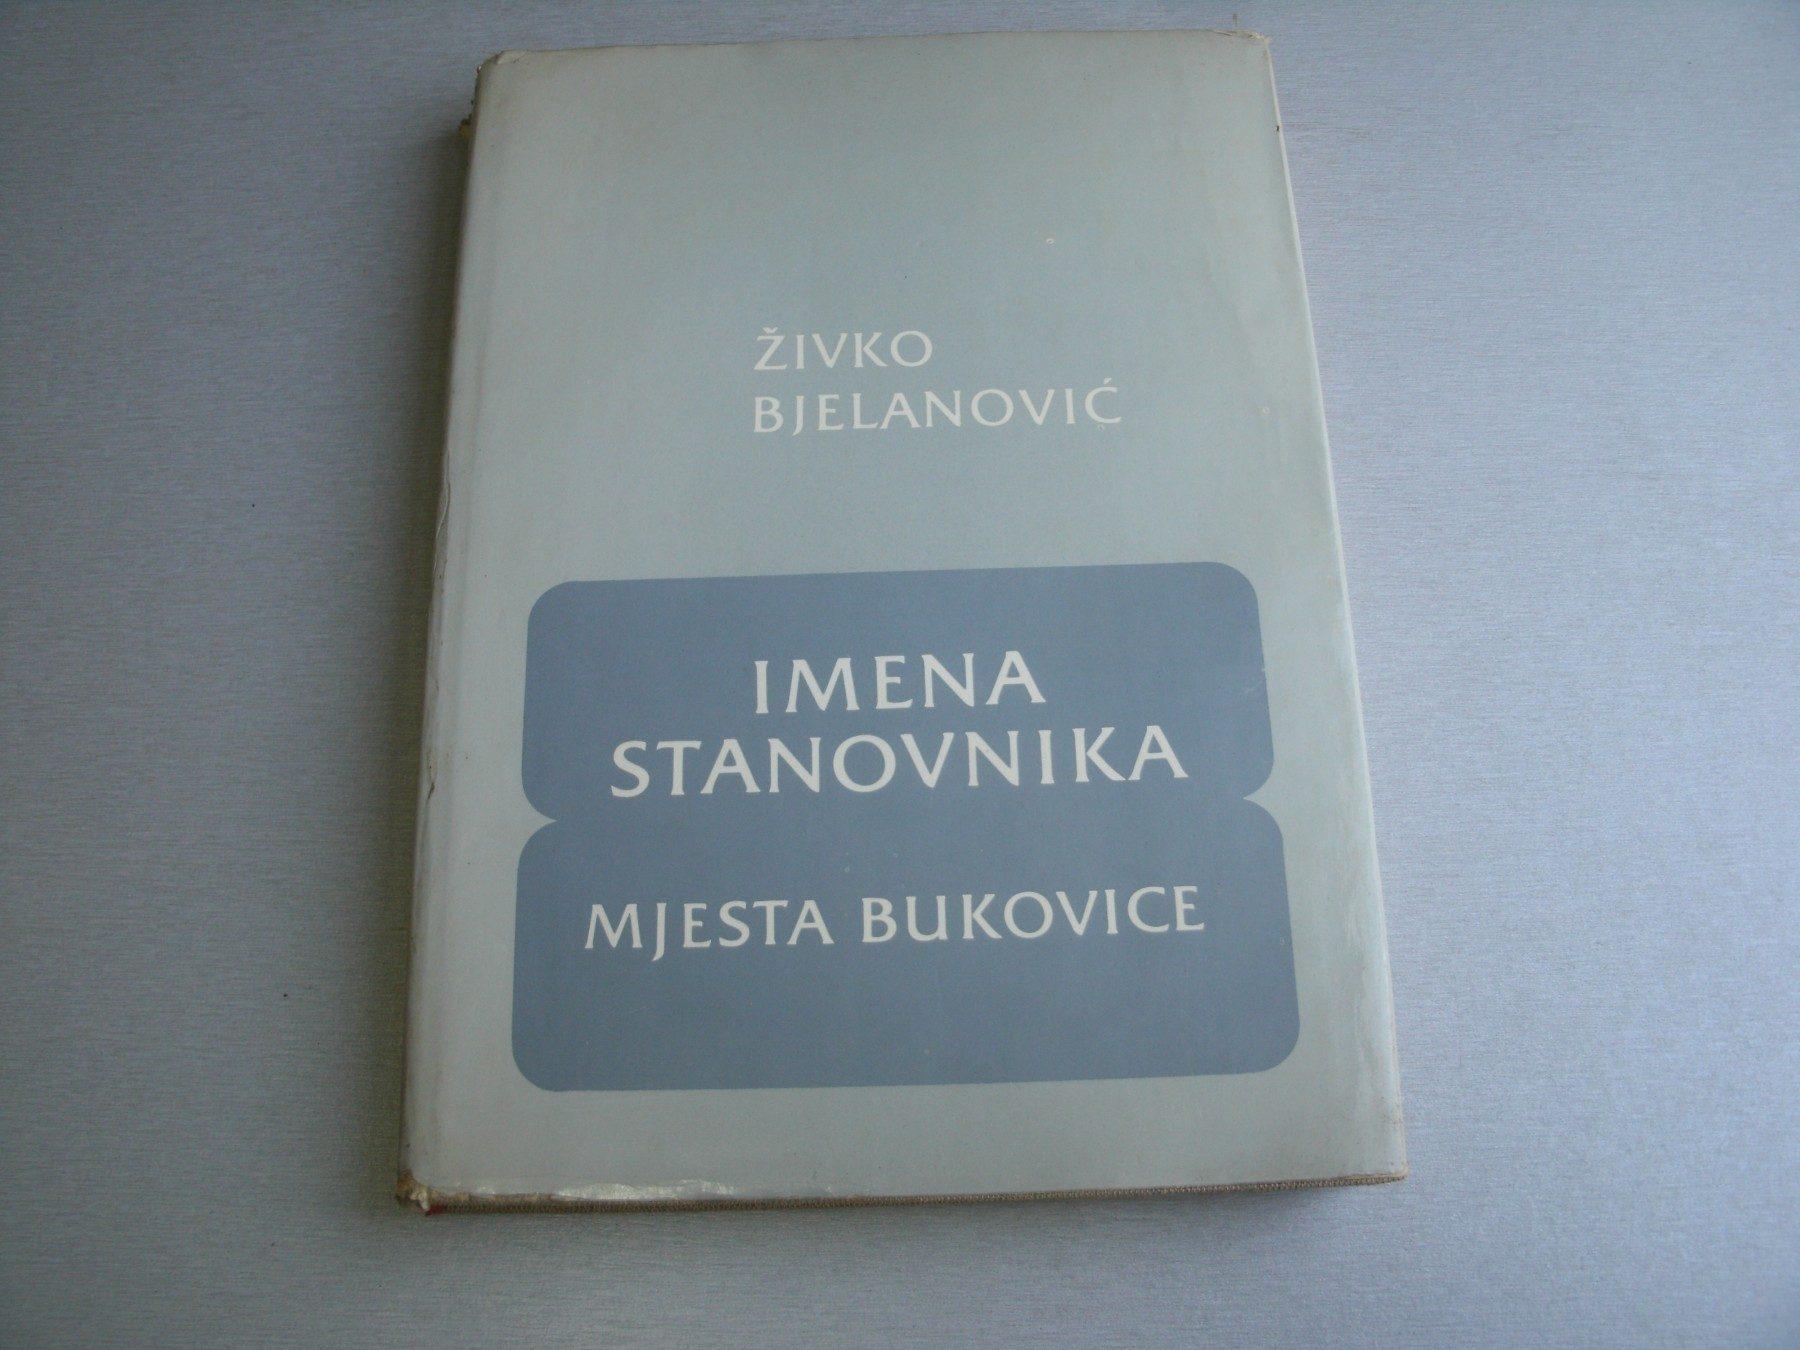 ŽIVKO
BJELANOVIĆ
IMENA
STANOVNIKA
MJESTA BUKOVICE